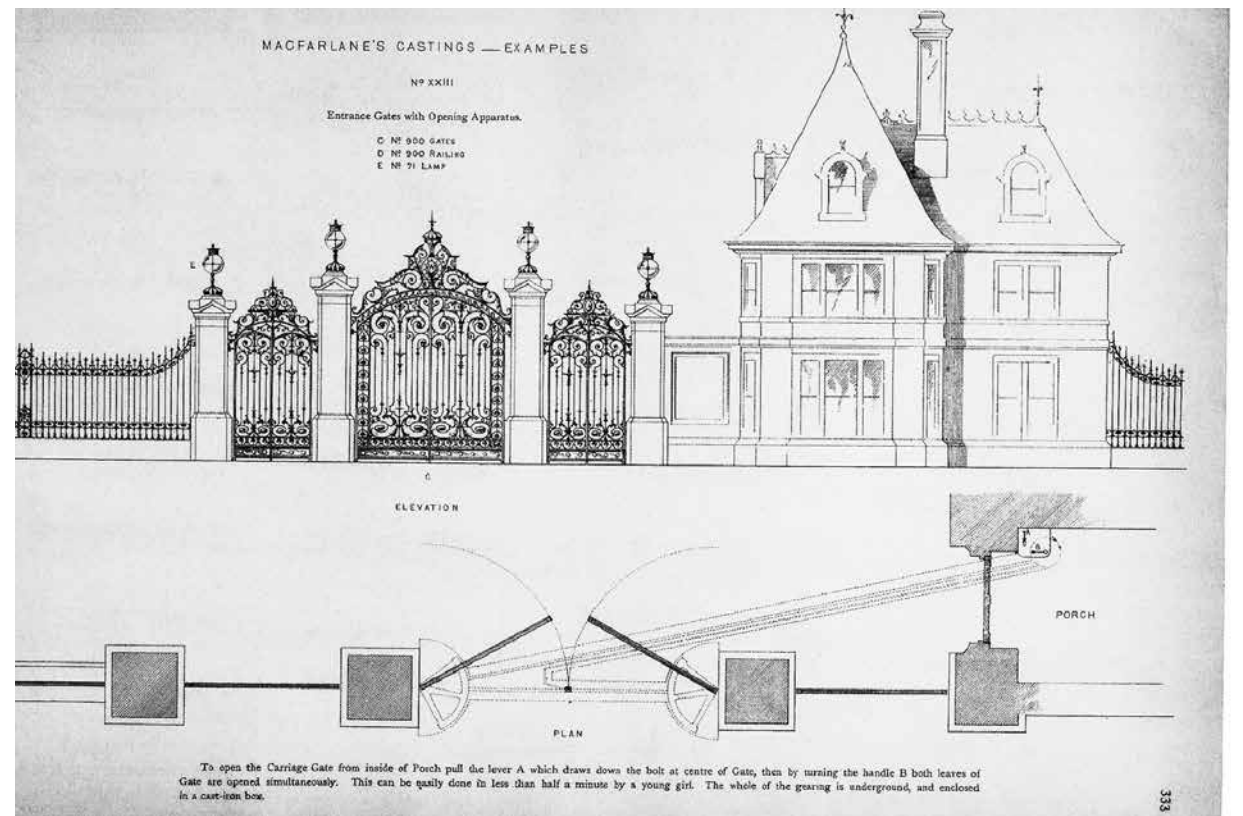 MACFARLANE'S CASTINGS — EXAMPLES
Nº XXIII
Entrance Gates with Opening Apparatus.
C Nº 900 GATES
D Nº 900 RAILING
E Nº 71 LAMP
E
C
ELEVATION
PORCH
PLAN
To open the Carriage Gate from inside of Porch pull the lever A which draws down the bolt at centre of Gate, then by turning the handle B both leaves of
Gate are opened simultaneously. This can be easily done in less than half a minute by a young girl. The whole of the gearing is underground, and enclosed
in a cast-iron box.
333